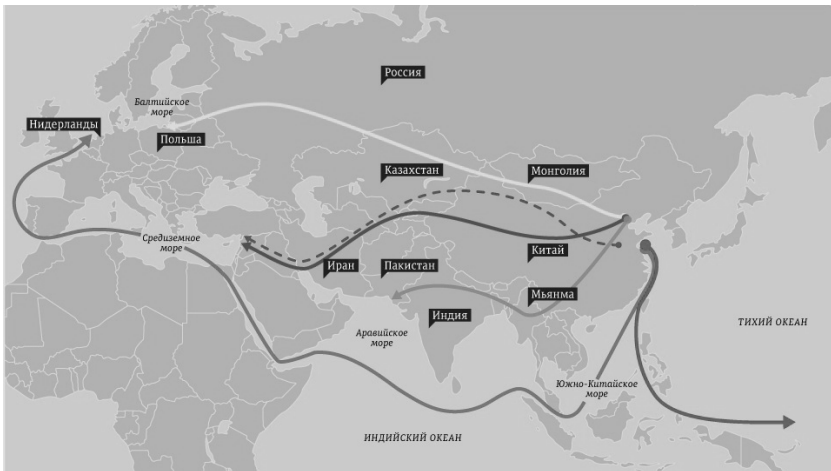 Россия
Балтийское
море
Нидерланды
Польша
Казахстан
Монголия
Средиземное
море
Китай
Иран
Пакистан
Мьянма
Индия
ТИХИЙ ОКЕАН
Аравийское
море
Южно-Китайское
море
ИНДИЙСКИЙ ОКЕАН